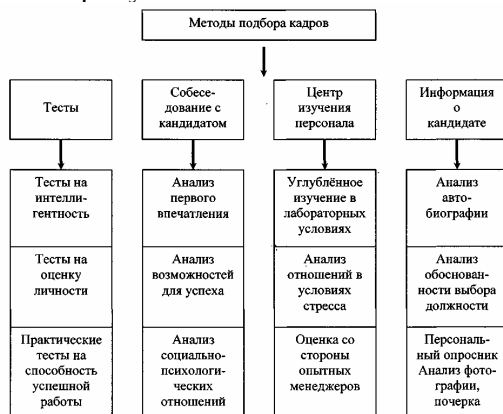 Методы подбора кадров
Тесты
Собесе-
дование с
кандидатом
Центр
изучения
персонала
Информация
о
кандидате
Тесты на
интелли-
гентность
Анализ
первого
впечатления
Углублённое
изучение в
лабораторных
условиях
Анализ
авто-
биографии
Тесты на
оценку
личности
Анализ
возможностей
для успеха
Анализ
отношений в
условиях
стресса
Анализ
обоснован-
ности выбора
должности
Практические
тесты на
способность
успешной
работы
Анализ
социально-
психологи-
ческих
отношений
Оценка со
стороны
опытных
менеджеров
Персональ-
ный опросник
Анализ фото-
графии,
почерка